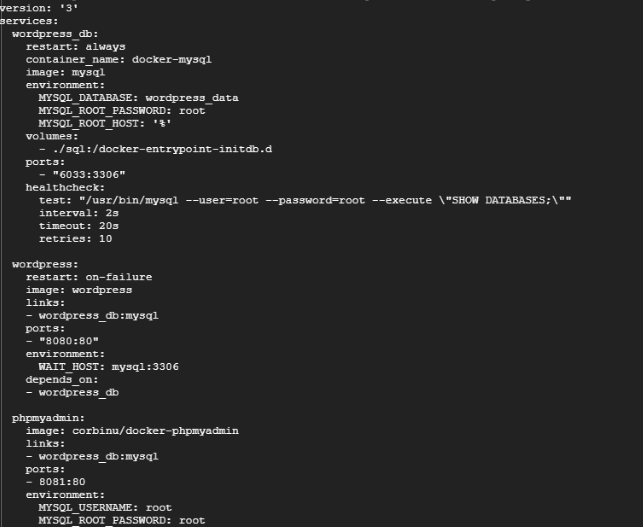 version: '3'
services:
  wordpress_db:
    restart: always
    container_name: docker-mysql
    image: mysql
    environment:
      MYSQL_DATABASE: wordpress_data
      MYSQL_ROOT_PASSWORD: root
      MYSQL_ROOT_HOST: '%'
    volumes:
      - ./sql:/docker-entrypoint-initdb.d
    ports:
      - "6033:3306"
    healthcheck:
      test: "/usr/bin/mysql --user=root --password=root --execute \"SHOW DATABASES;\""
      interval: 2s
      timeout: 20s
      retries: 10

  wordpress:
    restart: on-failure
    image: wordpress
    links:
    - wordpress_db:mysql
    ports:
    - "8080:80"
    environment:
      WAIT_HOST: mysql:3306
    depends_on:
    - wordpress_db

  phpmyadmin:
    image: corbinu/docker-phpmyadmin
    links:
    - wordpress_db:mysql
    ports:
    - 8081:80
    environment:
      MYSQL_USERNAME: root
      MYSQL_ROOT_PASSWORD: root